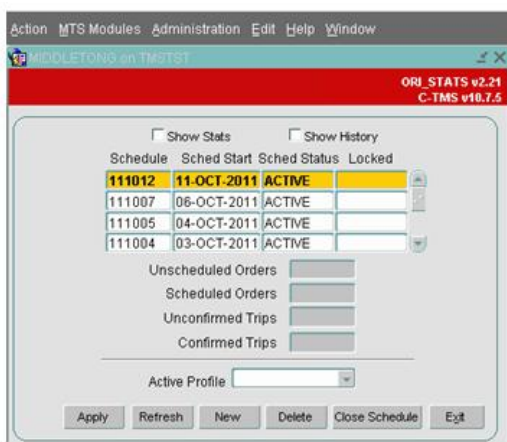 Action MTS Modules Administration Edit Help Window
MIDDLETONG on TMSTST
ORI_STATS v2.21
C-TMS v10.7.5
Show Stats Show History
Schedule Sched Start Sched Status Locked
111012 11-OCT-2011 ACTIVE
111007 06-OCT-2011 ACTIVE
111005 04-OCT-2011 ACTIVE
111004 03-OCT-2011 ACTIVE
Unscheduled Orders
Scheduled Orders
Unconfirmed Trips
Confirmed Trips
Active Profile
Apply Refresh New Delete Close Schedule Exit